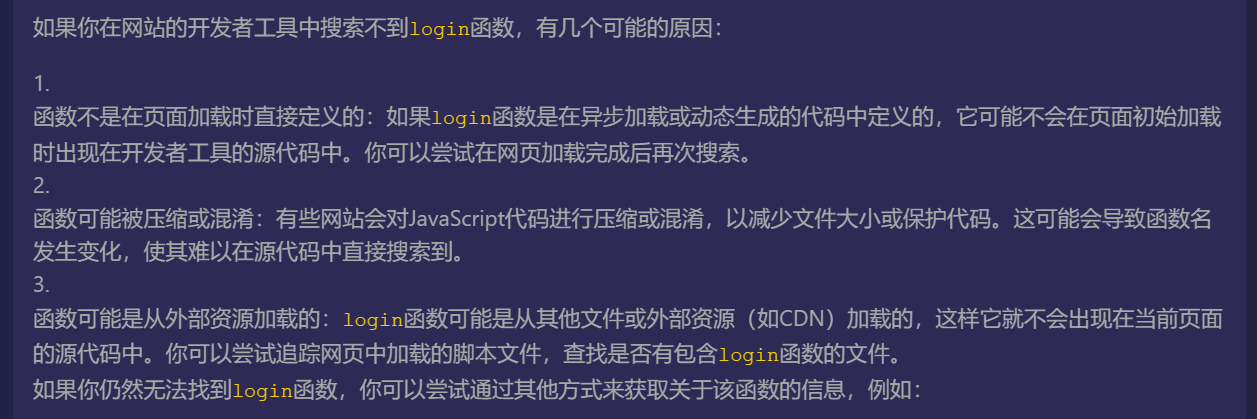 如果你在网站的开发者工具中搜索不到login函数，有几个可能的原因：
1.
函数不是在页面加载时直接定义的：如果login函数是在异步加载或动态生成的代码中定义的，它可能不会在页面初始加载
时出现在开发者工具的源代码中。你可以尝试在网页加载完成后再次搜索。
2.
函数可能被压缩或混淆：有些网站会对JavaScript代码进行压缩或混淆，以减少文件大小或保护代码。这可能会导致函数名
发生变化，使其难以在源代码中直接搜索到。
3.
函数可能是从外部资源加载的：login函数可能是从其他文件或外部资源（如CDN）加载的，这样它就不会出现在当前页面
的源代码中。你可以尝试追踪网页中加载的脚本文件，查找是否有包含login函数的文件。
如果你仍然无法找到login函数，你可以尝试通过其他方式来获取关于该函数的信息，例如：